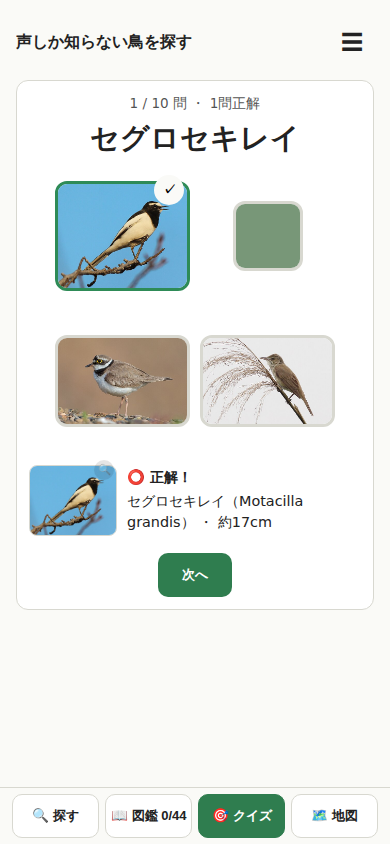 声しか知らない鳥を探す
1 / 10 問 ・ 1問正解
セグロセキレイ
✓
⭕ 正解！
セグロセキレイ（Motacilla
grandis） ・ 約17cm
次へ
🔍 探す
📖 図鑑 0/44
🎯 クイズ
🗺️ 地図